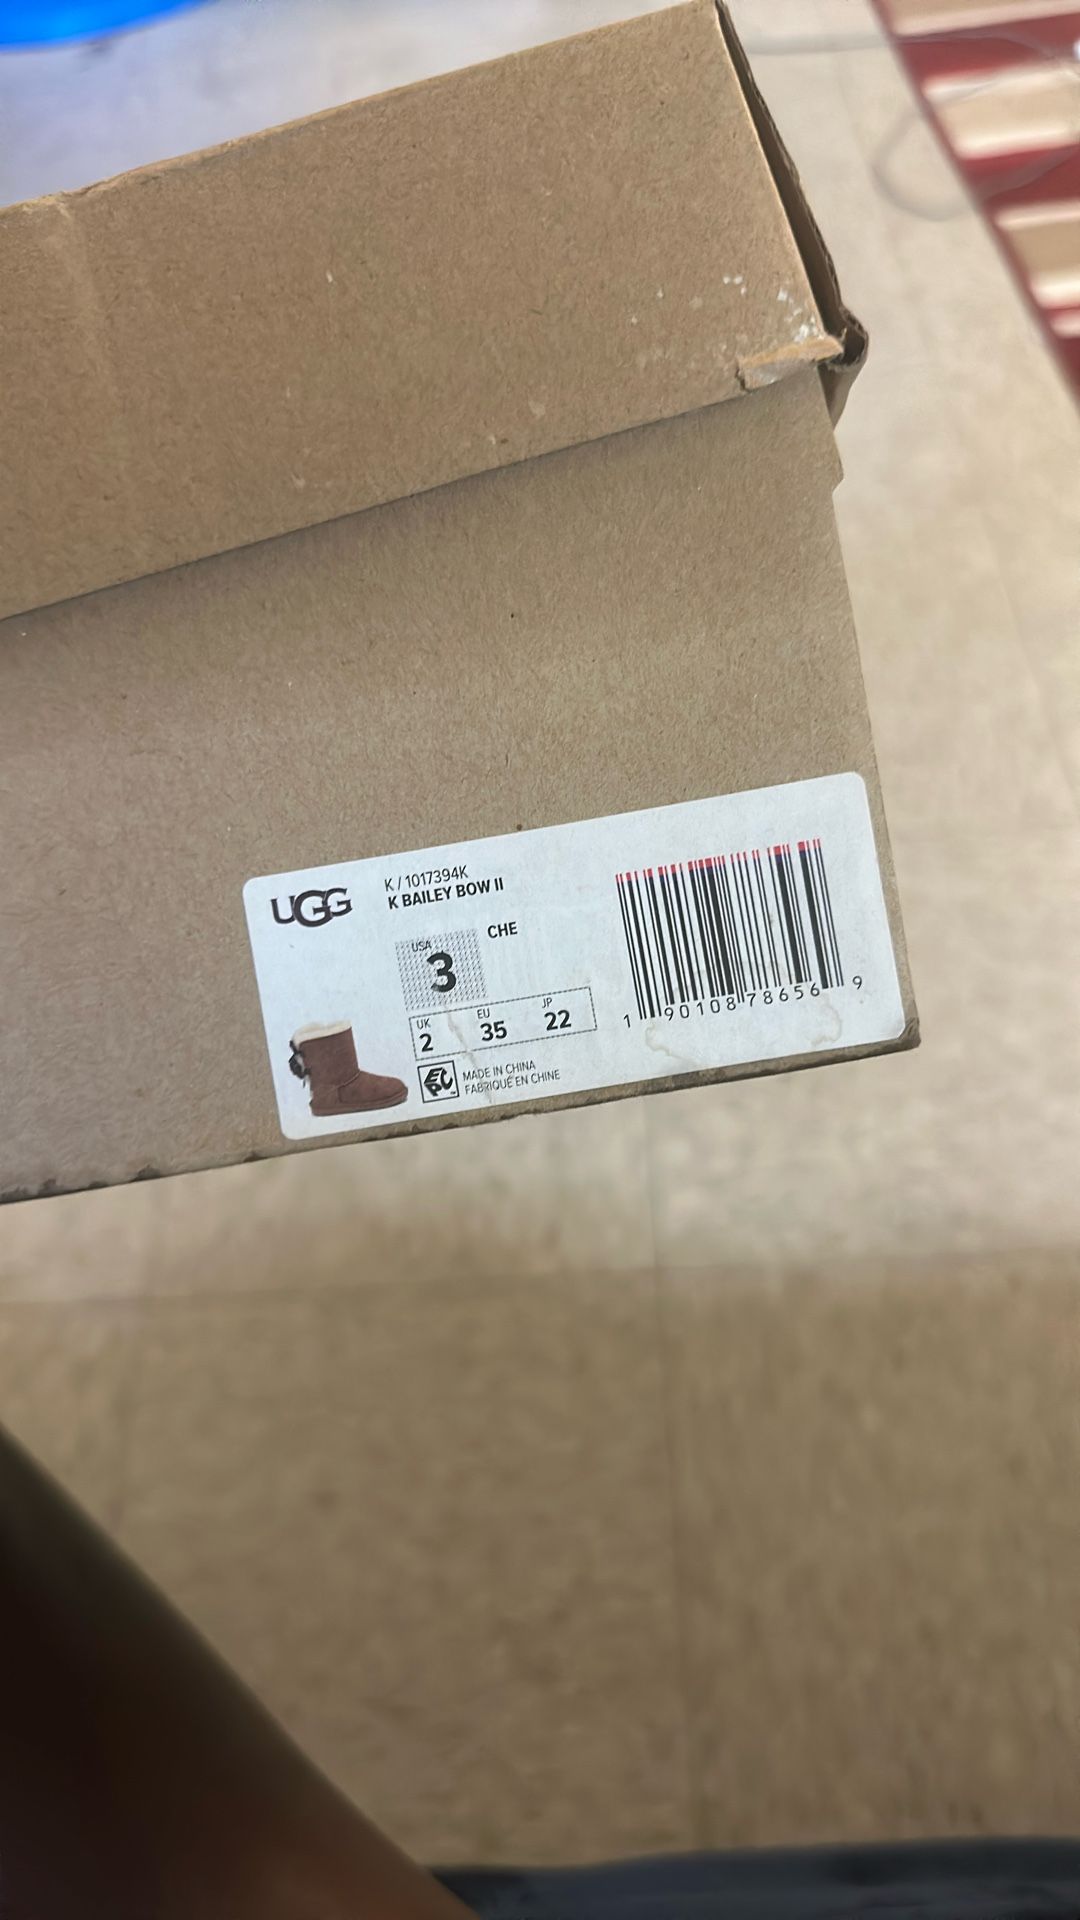 UGG
K / 1017394K
K BAILEY BOW II
CHE
USA
3
UK EU JP
2 35 22
EPC
MADE IN CHINA
FABRIQUÉ EN CHINE
1 90108 78656 9